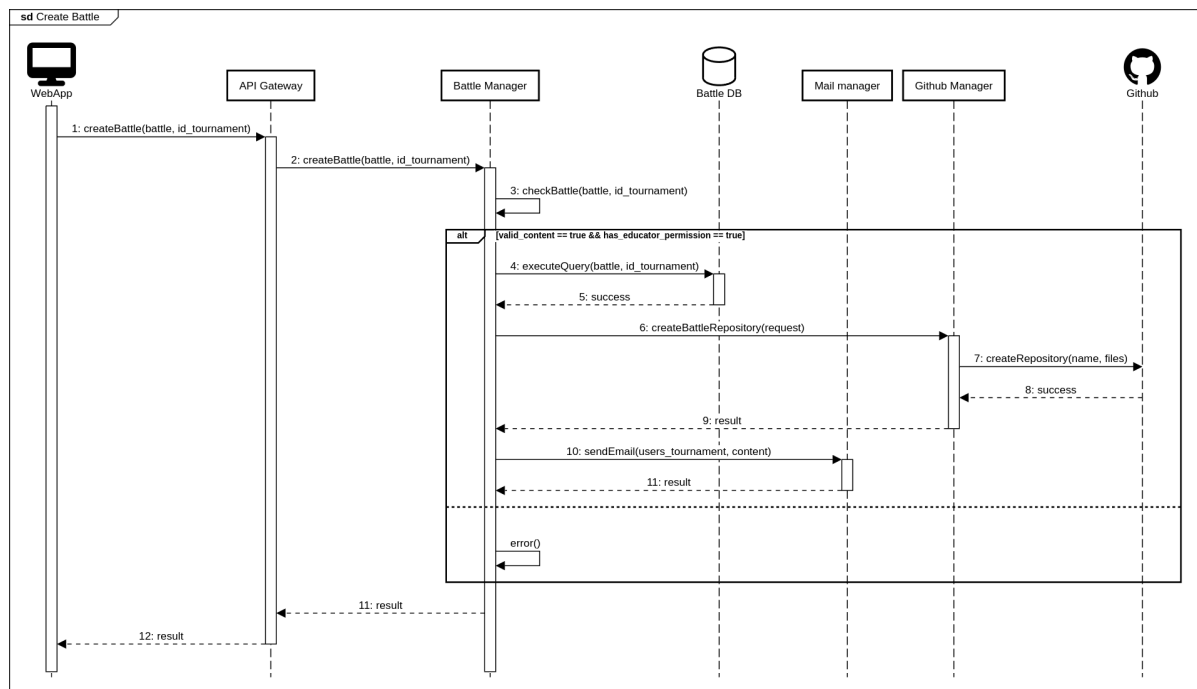 sd Create Battle
WebApp
API Gateway
Battle Manager
Battle DB
Mail manager
Github Manager
Github
1: createBattle(battle, id_tournament)
2: createBattle(battle, id_tournament)
3: checkBattle(battle, id_tournament)
alt
[valid_content == true && has_educator_permission == true]
4: executeQuery(battle, id_tournament)
5: success
6: createBattleRepository(request)
7: createRepository(name, files)
8: success
9: result
10: sendEmail(users_tournament, content)
11: result
error()
11: result
12: result